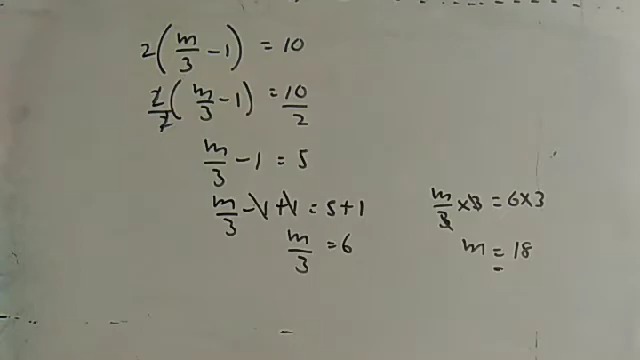 2(m/3 - 1) = 10
2/2(m/3 - 1) = 10/2
m/3 - 1 = 5
m/3 - 1 + 1 = 5 + 1
m/3 = 6
m/3 × 3 = 6 × 3
m = 18